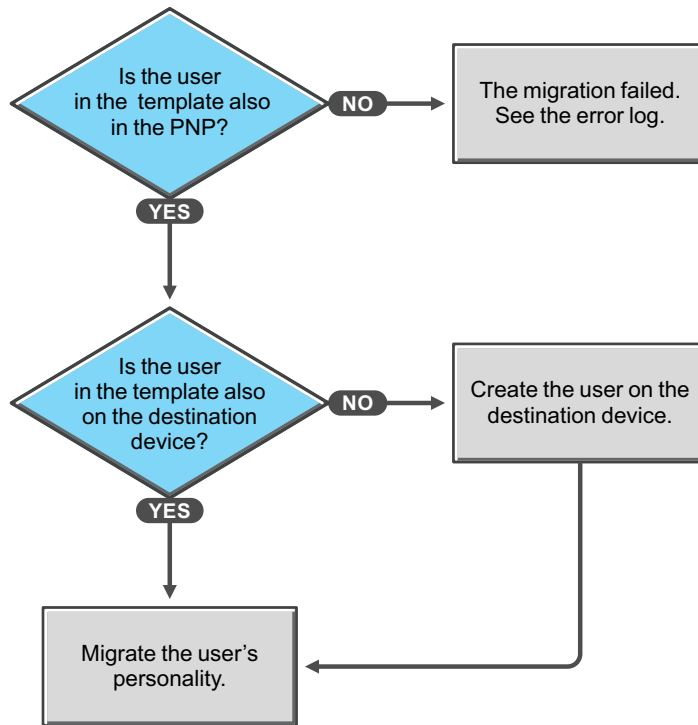 Is the user
in the template also
in the PNP?
NO
The migration failed.
See the error log.
YES
Is the user
in the template also
on the destination
device?
NO
Create the user on the
destination device.
YES
Migrate the user's
personality.